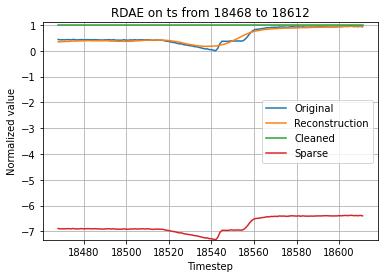 RDAE on ts from 18468 to 18612
1
0
−1
−2
−3
−4
−5
−6
−7
Normalized value
Original
Reconstruction
Cleaned
Sparse
18480 18500 18520 18540 18560 18580 18600
Timestep